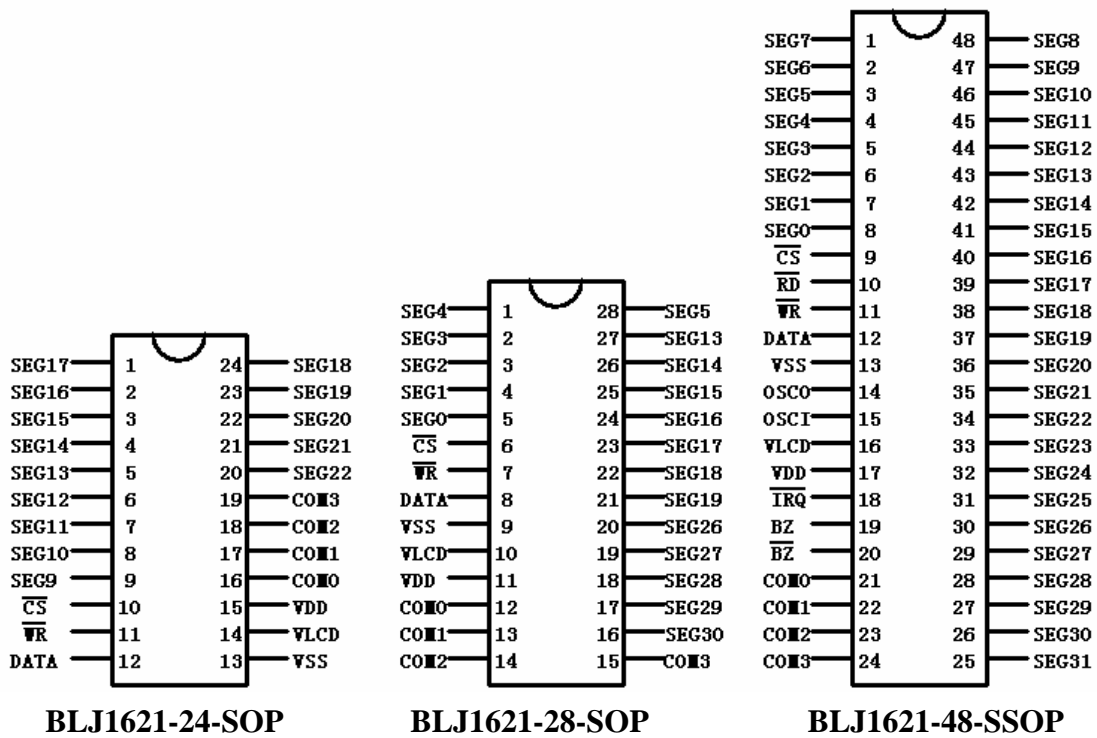 SEG17 1 24 SEG18
SEG16 2 23 SEG19
SEG15 3 22 SEG20
SEG14 4 21 SEG21
SEG13 5 20 SEG22
SEG12 6 19 COM3
SEG11 7 18 COM2
SEG10 8 17 COM1
SEG9 9 16 COM0
CS 10 15 VDD
WR 11 14 VLCD
DATA 12 13 VSS
BLJ1621-24-SOP
SEG4 1 28 SEG5
SEG3 2 27 SEG13
SEG2 3 26 SEG14
SEG1 4 25 SEG15
SEG0 5 24 SEG16
CS 6 23 SEG17
WR 7 22 SEG18
DATA 8 21 SEG19
VSS 9 20 SEG26
VLCD 10 19 SEG27
VDD 11 18 SEG28
COM0 12 17 SEG29
COM1 13 16 SEG30
COM2 14 15 COM3
BLJ1621-28-SOP
SEG7 1 48 SEG8
SEG6 2 47 SEG9
SEG5 3 46 SEG10
SEG4 4 45 SEG11
SEG3 5 44 SEG12
SEG2 6 43 SEG13
SEG1 7 42 SEG14
SEG0 8 41 SEG15
CS 9 40 SEG16
RD 10 39 SEG17
WR 11 38 SEG18
DATA 12 37 SEG19
VSS 13 36 SEG20
OSCO 14 35 SEG21
OSCI 15 34 SEG22
VLCD 16 33 SEG23
VDD 17 32 SEG24
IRQ 18 31 SEG25
BZ 19 30 SEG26
BZ 20 29 SEG27
COM0 21 28 SEG28
COM1 22 27 SEG29
COM2 23 26 SEG30
COM3 24 25 SEG31
BLJ1621-48-SSOP